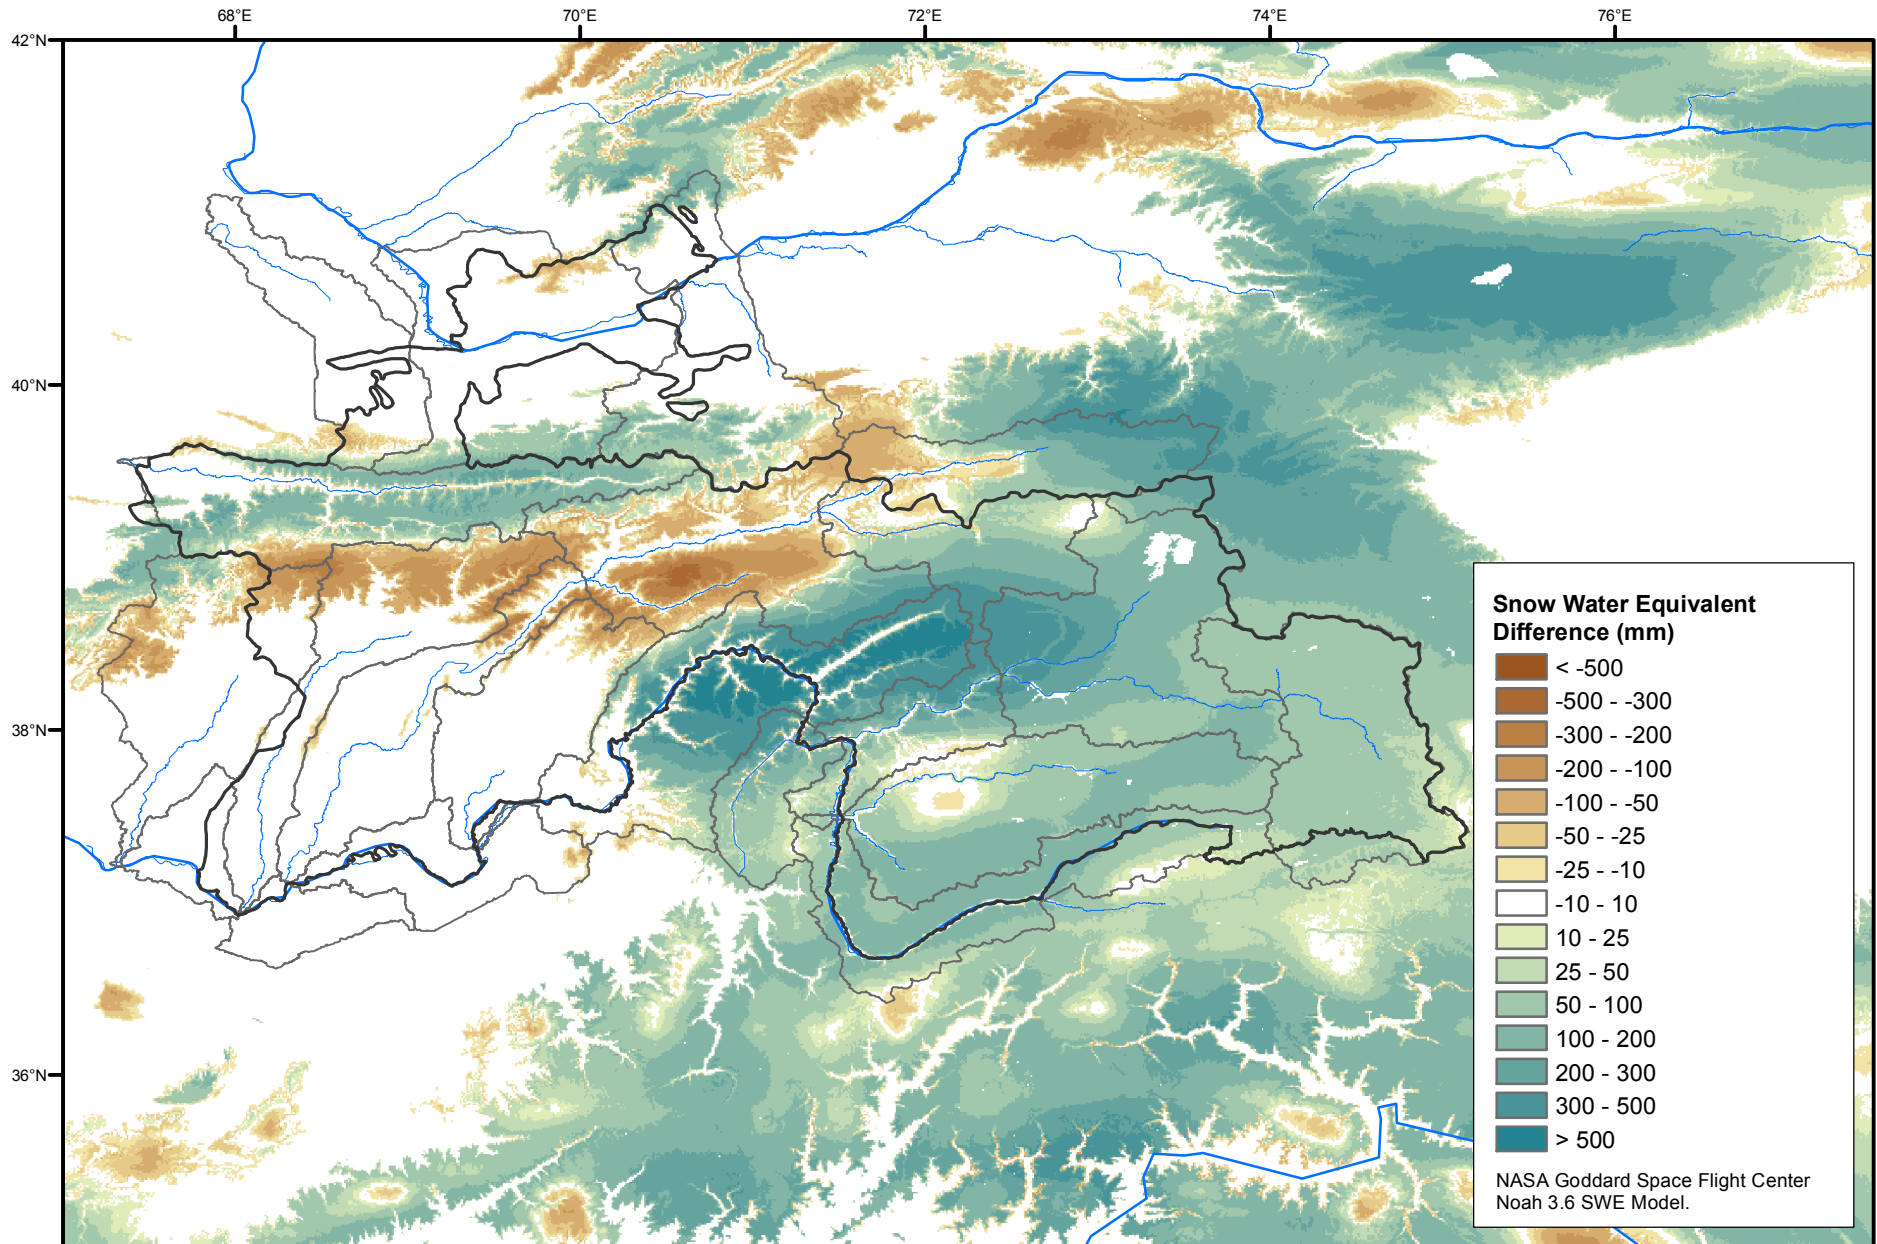 68°E 70°E 72°E 74°E 76°E
42°N
40°N
38°N
36°N
Snow Water Equivalent
Difference (mm)
< -500
-500 - -300
-300 - -200
-200 - -100
-100 - -50
-50 - -25
-25 - -10
-10 - 10
10 - 25
25 - 50
50 - 100
100 - 200
200 - 300
300 - 500
> 500
NASA Goddard Space Flight Center
Noah 3.6 SWE Model.